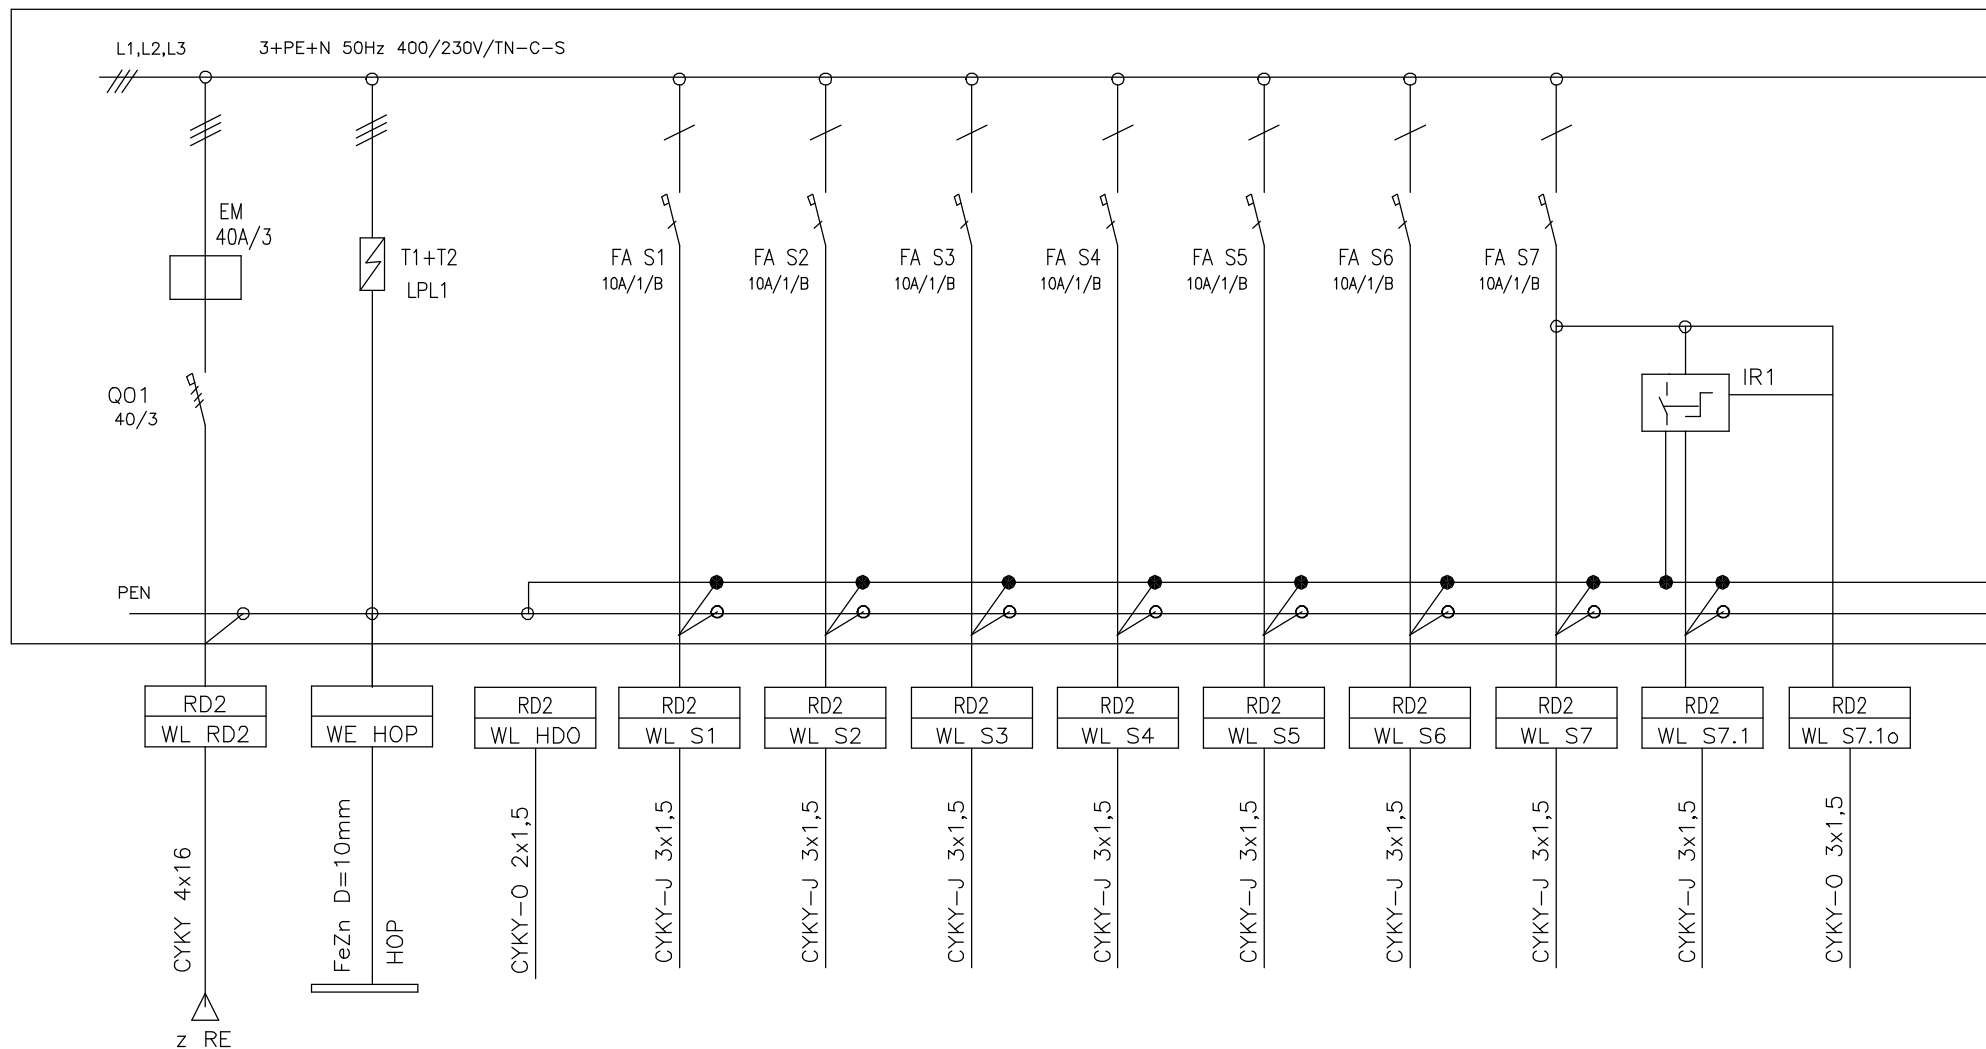 L1,L2,L3
3+PE+N 50Hz 400/230V/TN-C-S
EM
40A/3
T1+T2
LPL1
FA S1
10A/1/B
FA S2
10A/1/B
FA S3
10A/1/B
FA S4
10A/1/B
FA S5
10A/1/B
FA S6
10A/1/B
FA S7
10A/1/B
IR1
QO1
40/3
PEN
RD2
WL RD2
WE HOP
RD2
WL HDO
RD2
WL S1
RD2
WL S2
RD2
WL S3
RD2
WL S4
RD2
WL S5
RD2
WL S6
RD2
WL S7
RD2
WL S7.1
RD2
WL S7.1o
CYKY 4x16
FeZn D=10mm
HOP
CYKY-O 2x1,5
CYKY-J 3x1,5
CYKY-J 3x1,5
CYKY-J 3x1,5
CYKY-J 3x1,5
CYKY-J 3x1,5
CYKY-J 3x1,5
CYKY-J 3x1,5
CYKY-J 3x1,5
CYKY-O 3x1,5
z RE